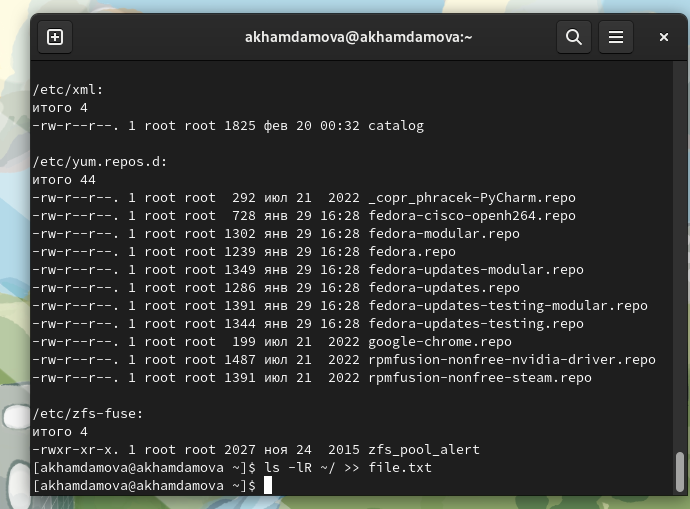 akhamdamova@akhamdamova:~
/etc/xml:
итого 4
-rw-r--r--. 1 root root 1825 фев 20 00:32 catalog
/etc/yum.repos.d:
итого 44
-rw-r--r--. 1 root root  292 июл 21  2022 _copr_phracek-PyCharm.repo
-rw-r--r--. 1 root root  728 янв 29 16:28 fedora-cisco-openh264.repo
-rw-r--r--. 1 root root 1302 янв 29 16:28 fedora-modular.repo
-rw-r--r--. 1 root root 1239 янв 29 16:28 fedora.repo
-rw-r--r--. 1 root root 1349 янв 29 16:28 fedora-updates-modular.repo
-rw-r--r--. 1 root root 1286 янв 29 16:28 fedora-updates.repo
-rw-r--r--. 1 root root 1391 янв 29 16:28 fedora-updates-testing-modular.repo
-rw-r--r--. 1 root root 1344 янв 29 16:28 fedora-updates-testing.repo
-rw-r--r--. 1 root root  199 июл 21  2022 google-chrome.repo
-rw-r--r--. 1 root root 1487 июл 21  2022 rpmfusion-nonfree-nvidia-driver.repo
-rw-r--r--. 1 root root 1391 июл 21  2022 rpmfusion-nonfree-steam.repo
/etc/zfs-fuse:
итого 4
-rwxr-xr-x. 1 root root 2027 ноя 24  2015 zfs_pool_alert
[akhamdamova@akhamdamova ~]$ ls -lR ~/ >> file.txt
[akhamdamova@akhamdamova ~]$